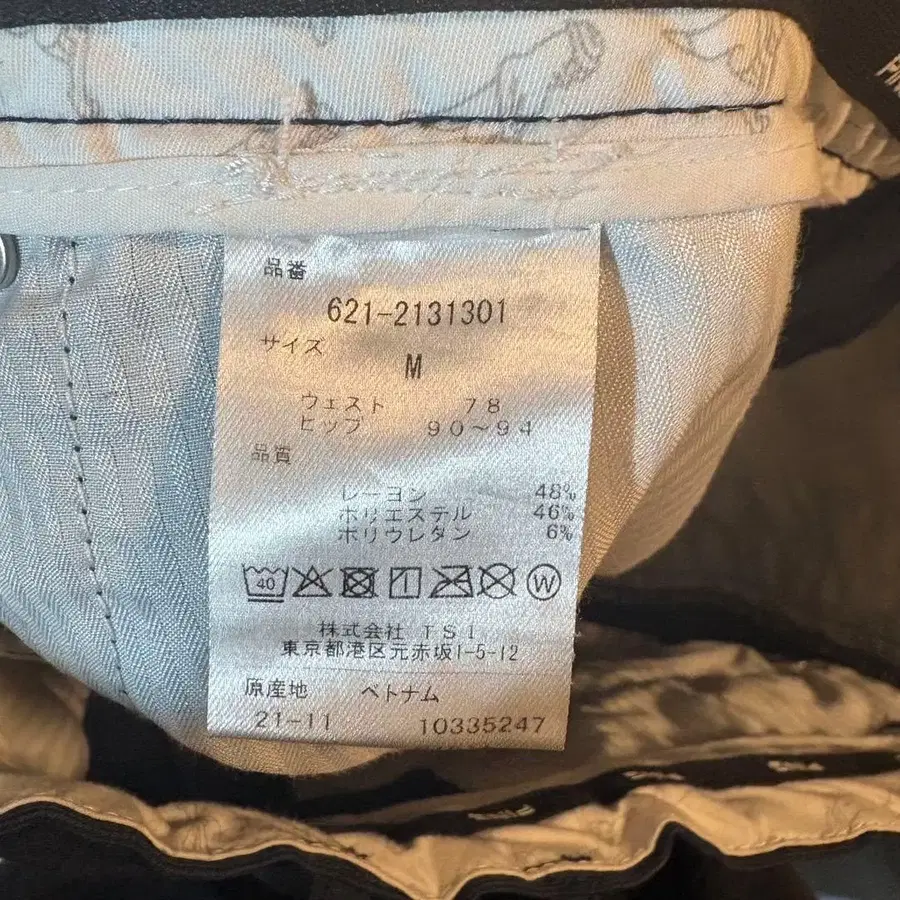 品番
621-2131301
サイズ
M
ウェスト 78
ヒップ 90~94
品質
レーヨン 48%
ポリエステル 46%
ポリウレタン 6%
40 W
株式会社 TSI
東京都港区元赤坂1-5-12
原産地 ベトナム
21-11 10335247